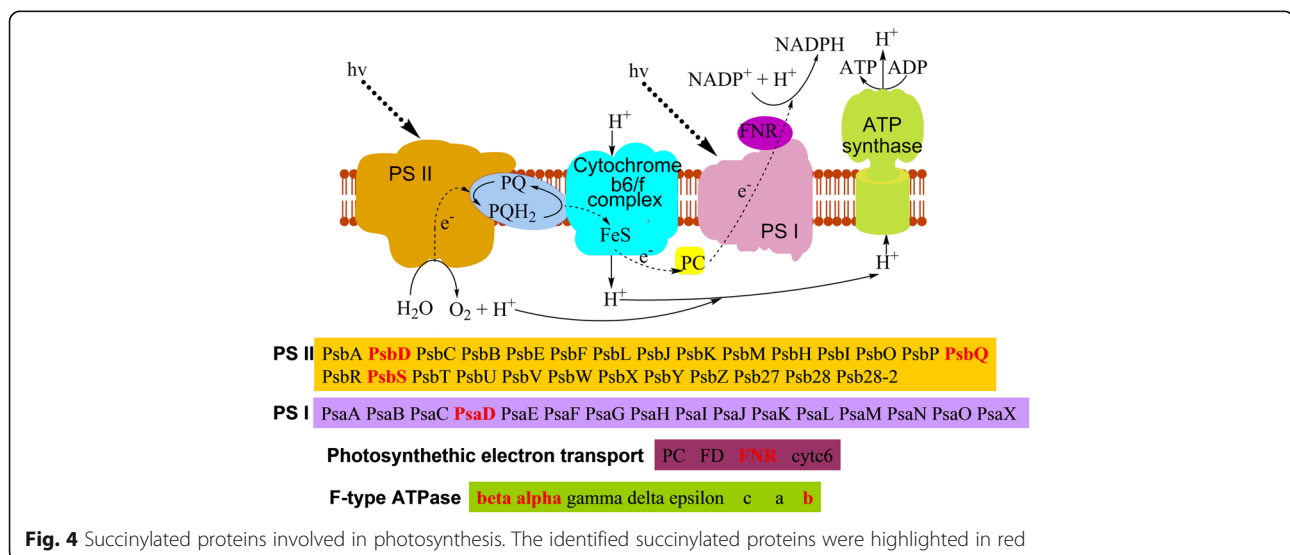 hv
hv
NADP⁺ + H⁺
NADPH
H⁺
ATP
ADP
H⁺
FNR
ATP
synthase
PS II
PQ
PQH₂
e⁻
Cytochrome
b6/f
complex
FeS
e⁻
PC
e⁻
PS I
H₂O
O₂ + H⁺
H⁺
H⁺
PS II PsbA PsbD PsbC PsbB PsbE PsbF PsbL PsbJ PsbK PsbM PsbH PsbI PsbO PsbP PsbQ
PsbR PsbS PsbT PsbU PsbV PsbW PsbX PsbY PsbZ Psb27 Psb28 Psb28-2
PS I PsaA PsaB PsaC PsaD PsaE PsaF PsaG PsaH PsaI PsaJ PsaK PsaL PsaM PsaN PsaO PsaX
Photosynthethic electron transport PC FD FNR cytc6
F-type ATPase beta alpha gamma delta epsilon c a b
Fig. 4 Succinylated proteins involved in photosynthesis. The identified succinylated proteins were highlighted in red